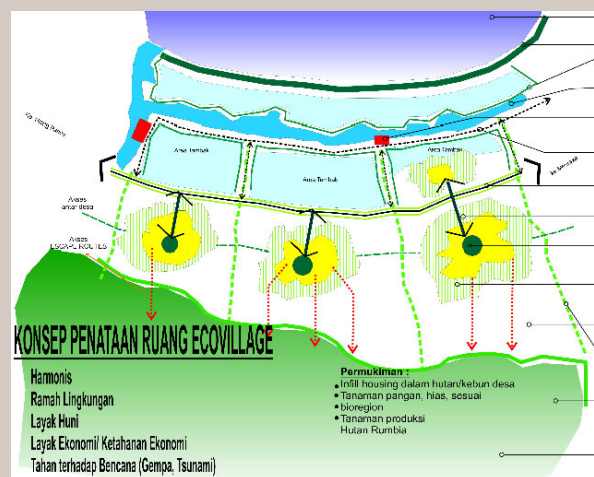 Area Tambak
Area Tambak
Area Tambak
Akses
antar desa
Akses
ESCAPE ROUTES
KONSEP PENATAAN RUANG ECOVILLAGE
Harmonis
Ramah Lingkungan
Layak Huni
Layak Ekonomi/ Ketahanan Ekonomi
Tahan terhadap Bencana (Gempa, Tsunami)
Permukiman :
• Infill housing dalam hutan/kebun desa
• Tanaman pangan, hias, sesuai
• bioregion
• Tanaman produksi
Hutan Rumbia